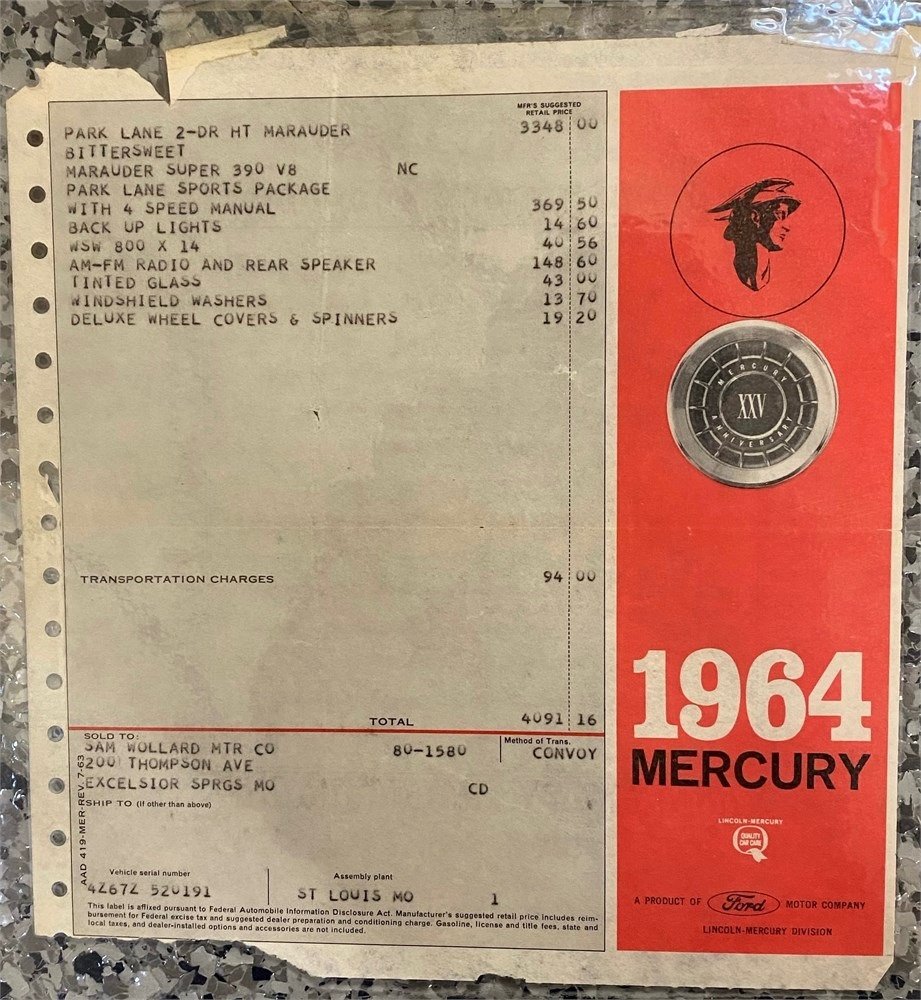 MFR'S SUGGESTED
RETAIL PRICE
PARK LANE 2-DR HT MARAUDER 3348 00
BITTERSWEET
MARAUDER SUPER 390 V8 NC
PARK LANE SPORTS PACKAGE
WITH 4 SPEED MANUAL 369 50
BACK UP LIGHTS 14 60
WSW 800 X 14 40 56
AM-FM RADIO AND REAR SPEAKER 148 60
TINTED GLASS 43 00
WINDSHIELD WASHERS 13 70
DELUXE WHEEL COVERS & SPINNERS 19 20
TRANSPORTATION CHARGES 94 00
TOTAL 4091 16
SOLD TO:
SAM WOLLARD MTR CO 80-1580
200 THOMPSON AVE
EXCELSIOR SPRGS MO CD
Method of Trans.
CONVOY
SHIP TO (If other than above)
AAD 419-MER-REV. 7-63
Vehicle serial number Assembly plant
4Z67Z 520191 ST LOUIS MO 1
This label is affixed pursuant to Federal Automobile Information Disclosure Act. Manufacturer's suggested retail price includes reim-
bursement for Federal excise tax and suggested dealer preparation and conditioning charge. Gasoline, license and title fees, state and
local taxes, and dealer-installed options and accessories are not included.
MERCURY
XXV
ANNIVERSARY
1964
MERCURY
LINCOLN-MERCURY
QUALITY
CAR CARE
A PRODUCT OF Ford MOTOR COMPANY
LINCOLN-MERCURY DIVISION